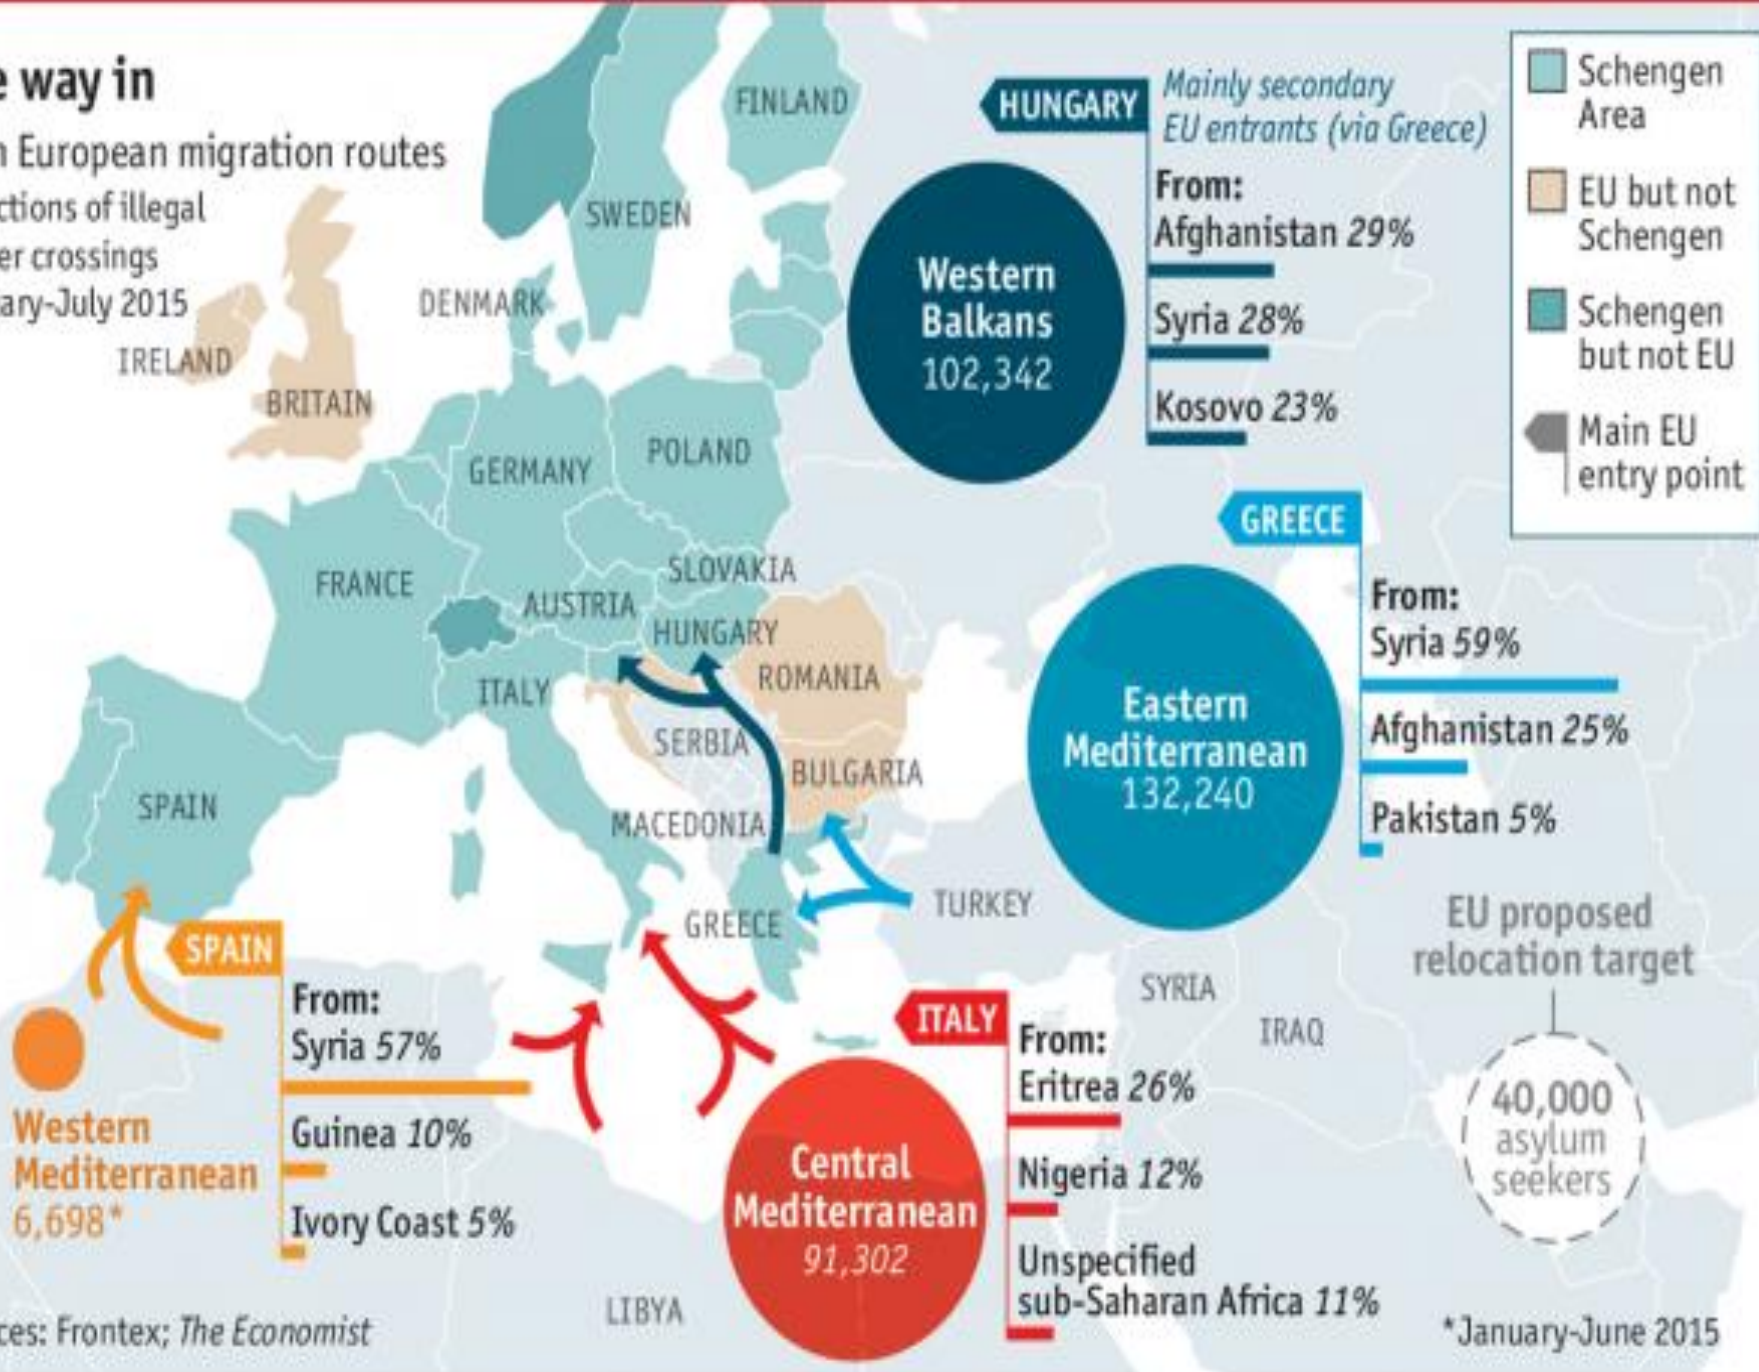 e way in
n European migration routes
ctions of illegal
er crossings
ary-July 2015
FINLAND
SWEDEN
DENMARK
IRELAND
BRITAIN
GERMANY
POLAND
FRANCE
SLOVAKIA
AUSTRIA
HUNGARY
ITALY
ROMANIA
SERBIA
BULGARIA
SPAIN
MACEDONIA
GREECE
TURKEY
SYRIA
IRAQ
LIBYA
HUNGARY
Mainly secondary
EU entrants (via Greece)
Western
Balkans
102,342
From:
Afghanistan 29%
Syria 28%
Kosovo 23%
Schengen
Area
EU but not
Schengen
Schengen
but not EU
Main EU
entry point
GREECE
Eastern
Mediterranean
132,240
From:
Syria 59%
Afghanistan 25%
Pakistan 5%
EU proposed
relocation target
40,000
asylum
seekers
SPAIN
Western
Mediterranean
6,698*
From:
Syria 57%
Guinea 10%
Ivory Coast 5%
ITALY
Central
Mediterranean
91,302
From:
Eritrea 26%
Nigeria 12%
Unspecified
sub-Saharan Africa 11%
ces: Frontex; The Economist
*January-June 2015